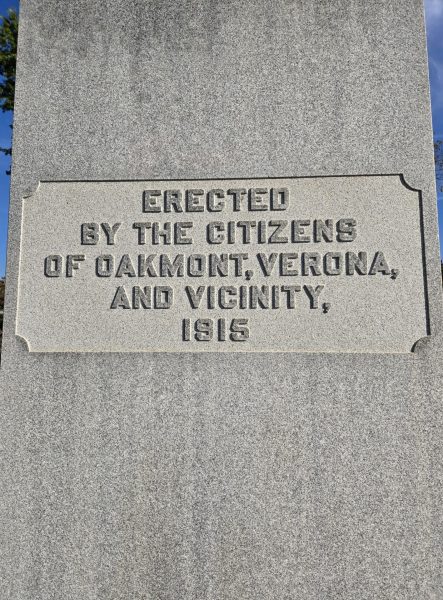 ERECTED
BY THE CITIZENS
OF OAKMONT, VERONA,
AND VICINITY,
1915